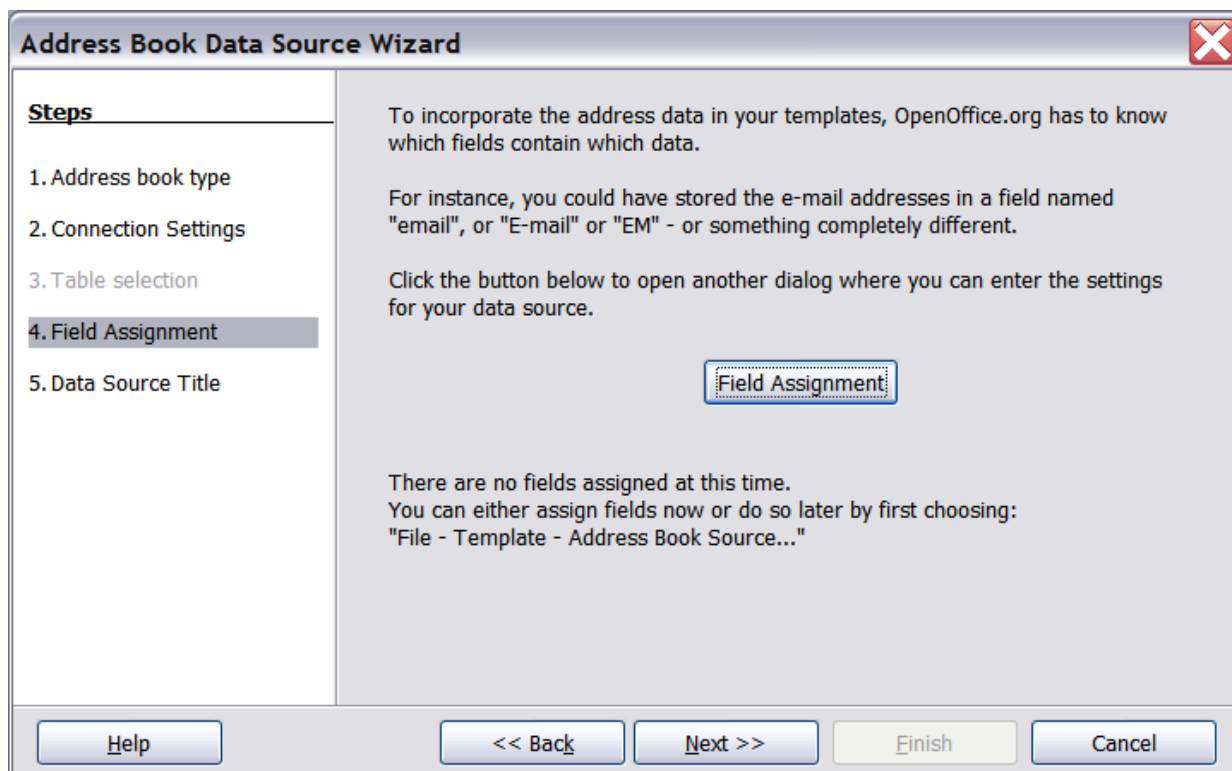 Address Book Data Source Wizard
Steps
1. Address book type
2. Connection Settings
3. Table selection
4. Field Assignment
5. Data Source Title
To incorporate the address data in your templates, OpenOffice.org has to know
which fields contain which data.
For instance, you could have stored the e-mail addresses in a field named
"email", or "E-mail" or "EM" - or something completely different.
Click the button below to open another dialog where you can enter the settings
for your data source.
Field Assignment
There are no fields assigned at this time.
You can either assign fields now or do so later by first choosing:
"File - Template - Address Book Source..."
Help
<< Back
Next >>
Finish
Cancel